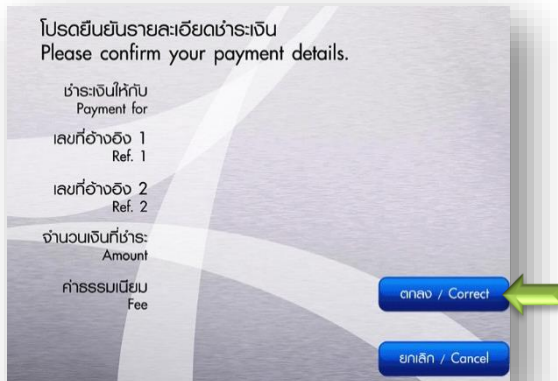 โปรดยืนยันรายละเอียดชำระเงิน
Please confirm your payment details.
ชำระเงินให้กับ
Payment for
เลขที่อ้างอิง 1
Ref. 1
เลขที่อ้างอิง 2
Ref. 2
จำนวนเงินที่ชำระ
Amount
ค่าธรรมเนียม
Fee
ตกลง / Correct
ยกเลิก / Cancel